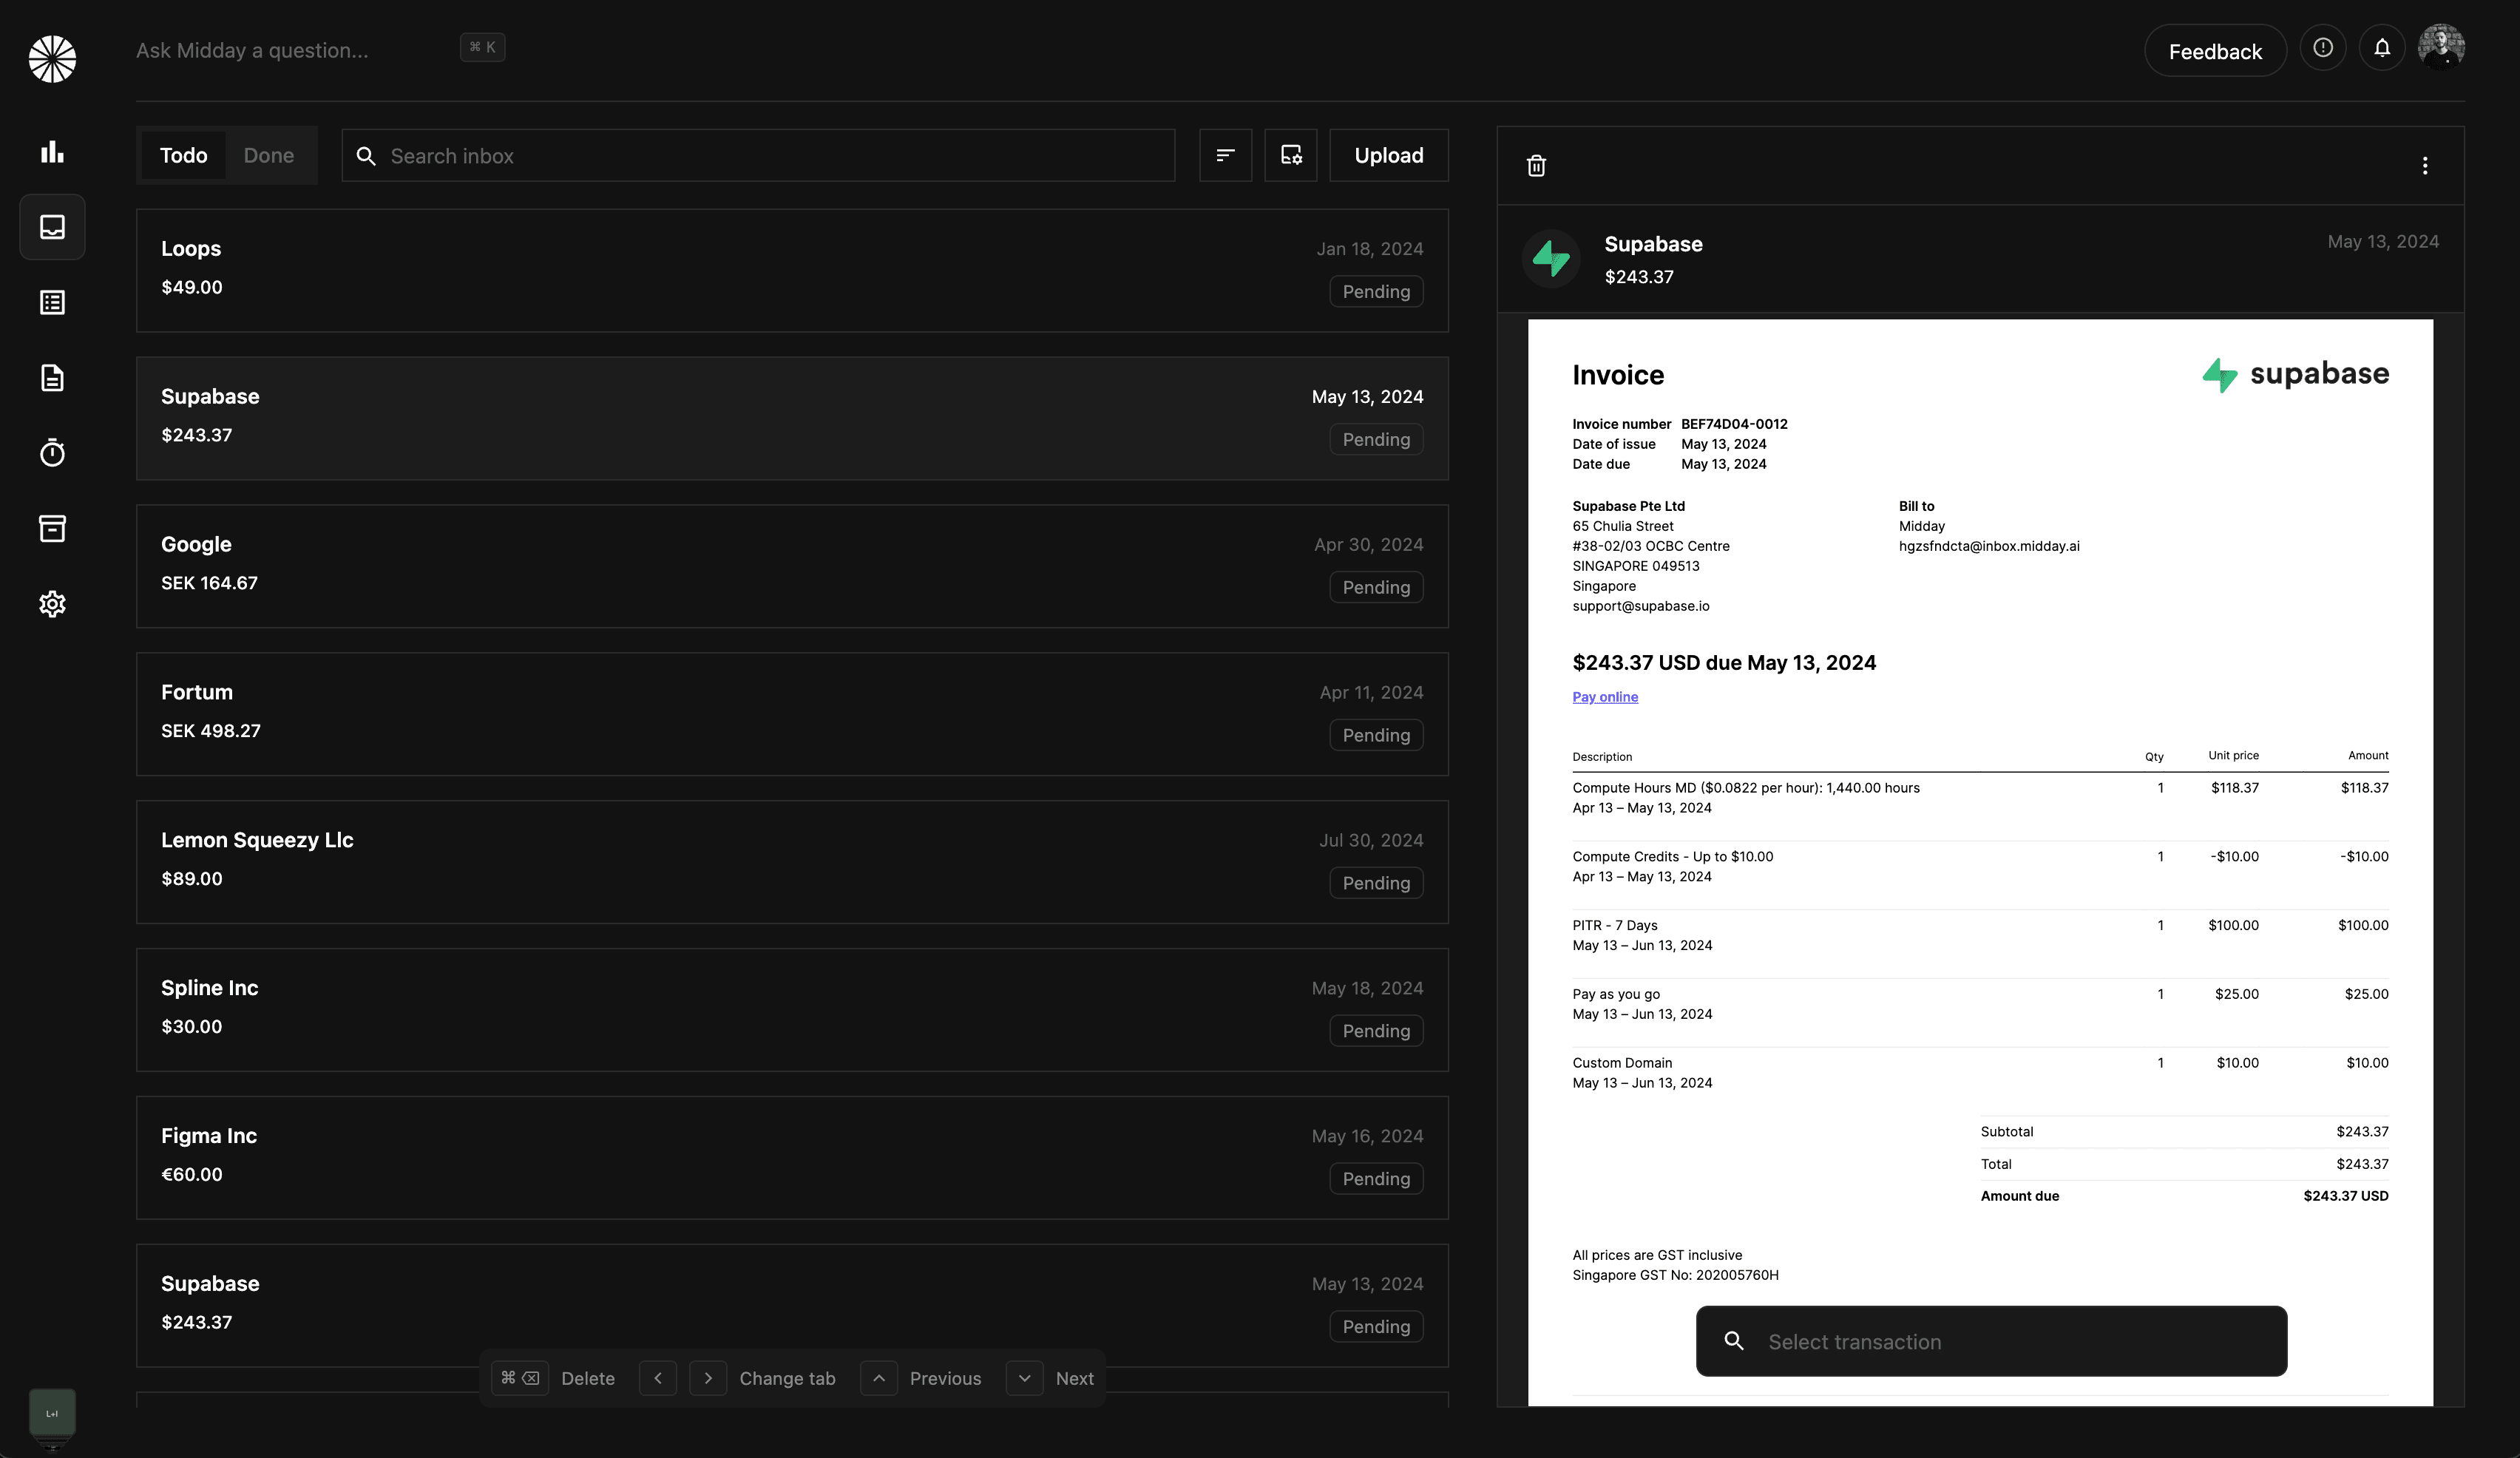 Ask Midday a question...
⌘ K
Feedback
Todo
Done
Search inbox
Upload
Loops
Jan 18, 2024
$49.00
Pending
Supabase
May 13, 2024
$243.37
Pending
Google
Apr 30, 2024
SEK 164.67
Pending
Fortum
Apr 11, 2024
SEK 498.27
Pending
Lemon Squeezy Llc
Jul 30, 2024
$89.00
Pending
Spline Inc
May 18, 2024
$30.00
Pending
Figma Inc
May 16, 2024
€60.00
Pending
Supabase
May 13, 2024
$243.37
Pending
⌘ ⌫ Delete
Change tab
Previous
Next
L+I
Supabase
May 13, 2024
$243.37
Invoice
supabase
Invoice number BEF74D04-0012
Date of issue May 13, 2024
Date due May 13, 2024
Supabase Pte Ltd
65 Chulia Street
#38-02/03 OCBC Centre
SINGAPORE 049513
Singapore
support@supabase.io
Bill to
Midday
hgzsfndcta@inbox.midday.ai
$243.37 USD due May 13, 2024
Pay online
Description Qty Unit price Amount
Compute Hours MD ($0.0822 per hour): 1,440.00 hours 1 $118.37 $118.37
Apr 13 – May 13, 2024
Compute Credits - Up to $10.00 1 -$10.00 -$10.00
Apr 13 – May 13, 2024
PITR - 7 Days 1 $100.00 $100.00
May 13 – Jun 13, 2024
Pay as you go 1 $25.00 $25.00
May 13 – Jun 13, 2024
Custom Domain 1 $10.00 $10.00
May 13 – Jun 13, 2024
Subtotal $243.37
Total $243.37
Amount due $243.37 USD
All prices are GST inclusive
Singapore GST No: 202005760H
Select transaction